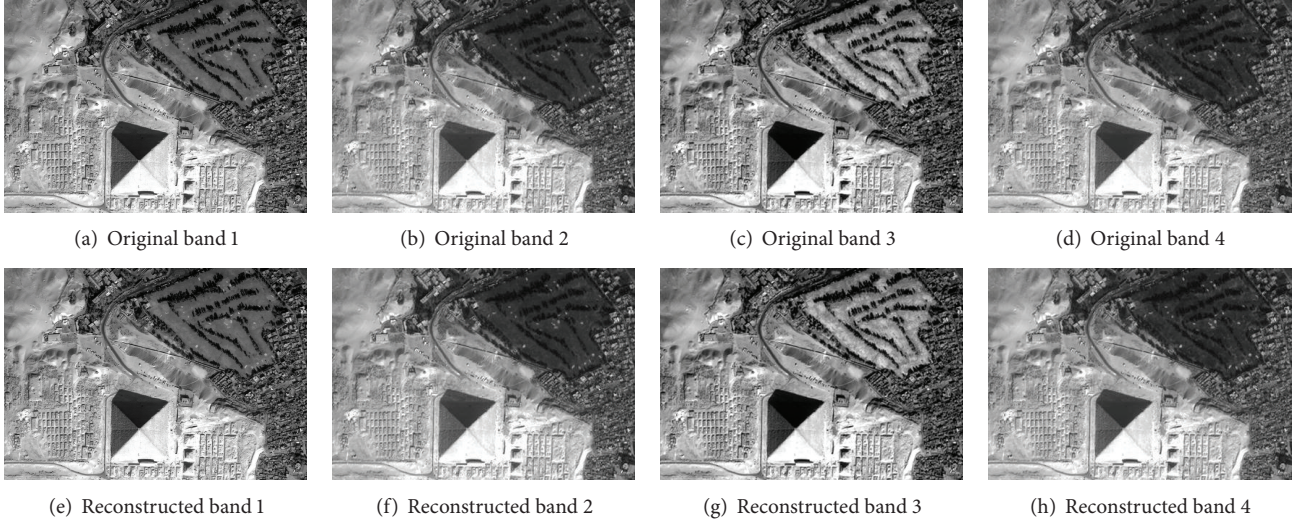 (a) Original band 1
(b) Original band 2
(c) Original band 3
(d) Original band 4
(e) Reconstructed band 1
(f) Reconstructed band 2
(g) Reconstructed band 3
(h) Reconstructed band 4